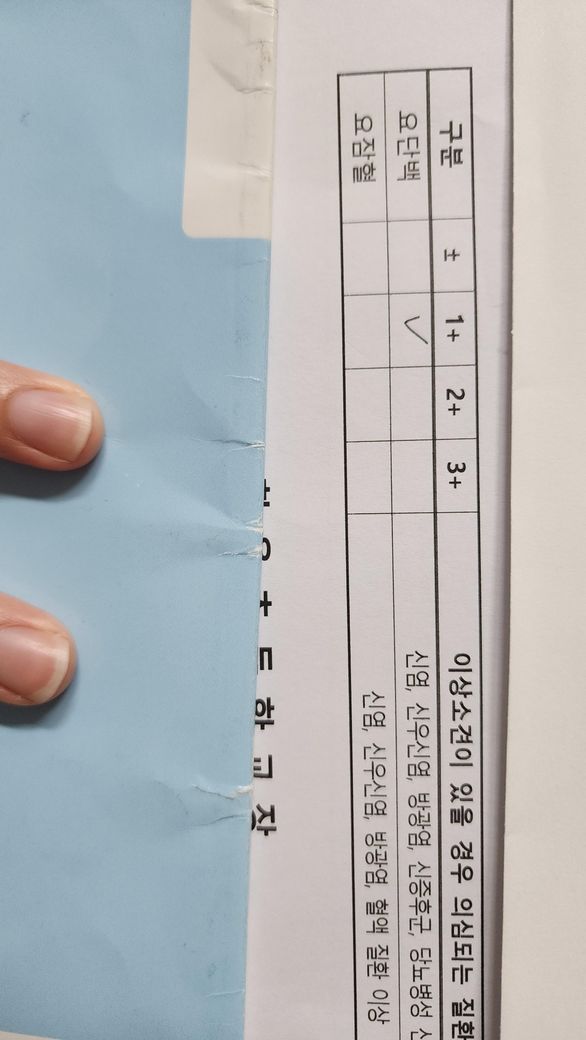 구분 ± 1+ 2+ 3+ 이상소견이 있을 경우 의심되는 질환
요단백 ✓ 신염, 신우신염, 방광염, 신증후군, 당뇨병성
요잠혈 신염, 신우신염, 방광염, 혈액 질환 이상
학교장